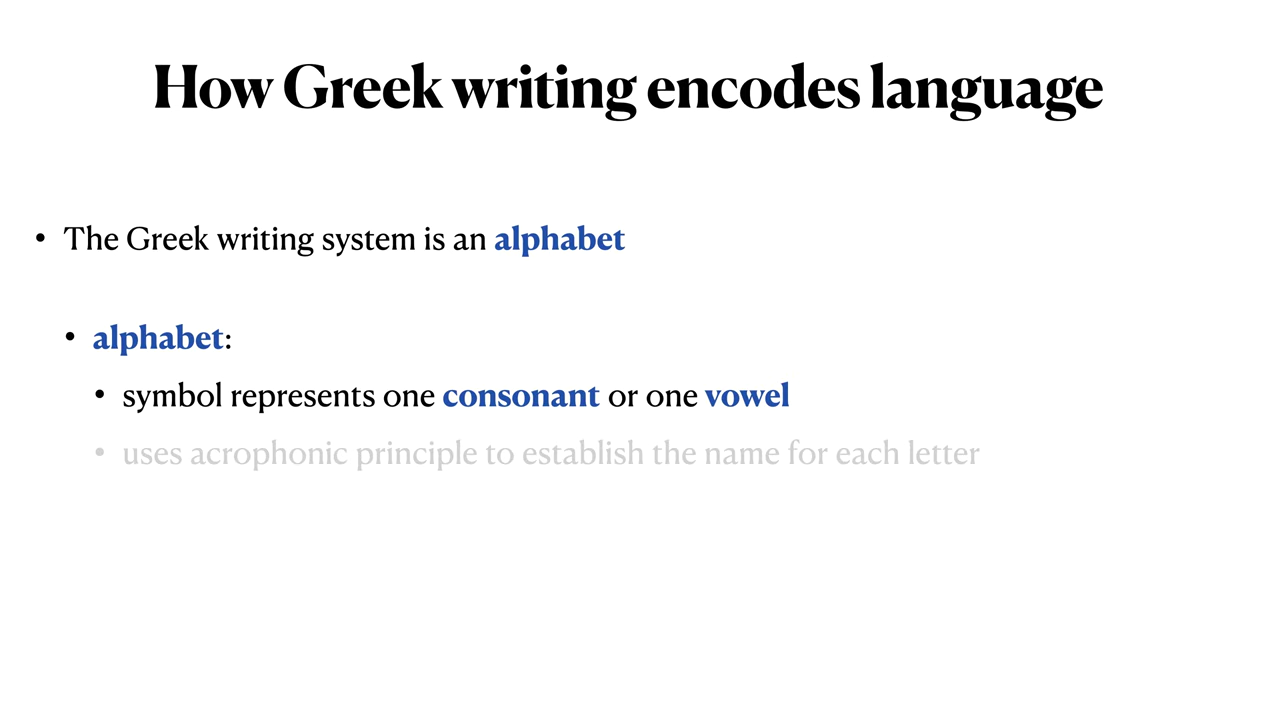 How Greek writing encodes language
• The Greek writing system is an alphabet
• alphabet:
• symbol represents one consonant or one vowel
• uses acrophonic principle to establish the name for each letter